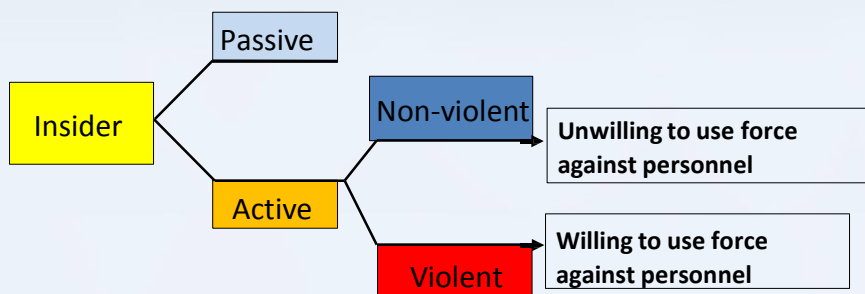 Passive
Insider
Non-violent
Unwilling to use force
against personnel
Active
Violent
Willing to use force
against personnel